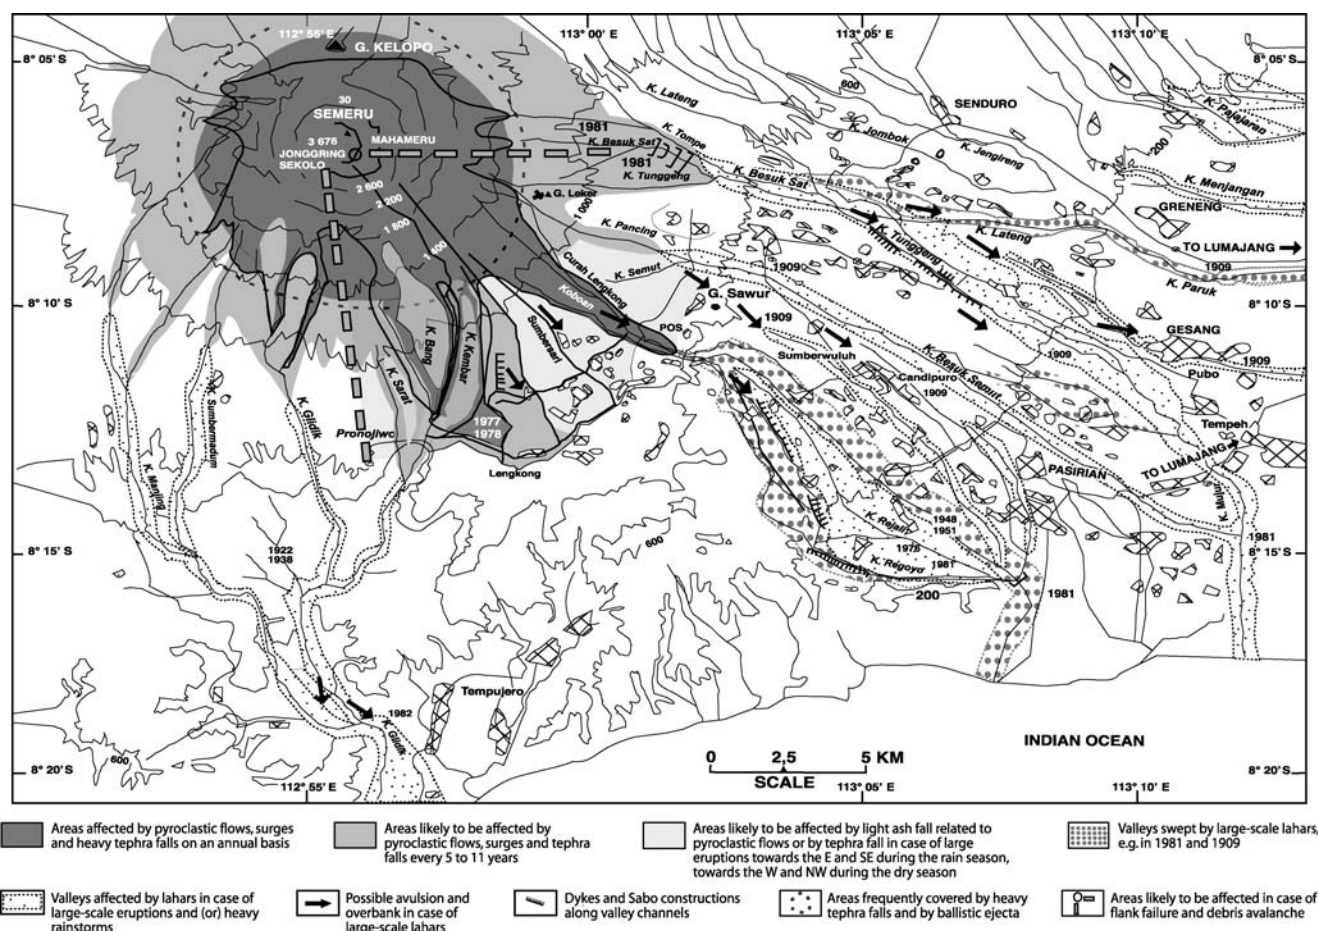 112° 55' E
113° 00' E
113° 05' E
113° 10' E
8° 05' S
8° 05' S
G. KELOPO
600
SENDURO
K. Lateng
K. Pajajaran
30
SEMERU
1981
K. Tompe
K. Jombok
200
3 676
MAHAMERU
K. Besuk Sat
K. Jengireng
JONGGRING
SEKOLO
1981
K. Tunggeng
K. Besuk Sat
K. Menjangan
2 600
G. Leker
GRENENG
2 200
1 000
1 800
K. Pancing
K. Tunggeng
K. Lateng
TO LUMAJANG
1 400
Curah Lengkong
K. Semut
1909
1909
K. Paruk
8° 10' S
Koboan
G. Sawur
8° 10' S
1909
POS
GESANG
Sumbersari
K. Bang
K. Kembar
Sumberwuluh
K. Besuk Semut
1909
1909
Pubo
K. Sarat
Candipuro
1909
K. Sumbermadum
K. Glidik
1977
1978
Pronojiwo
Tempeh
Lengkong
PASIRIAN
TO LUMAJANG
K. Manjing
K. Mujur
K. Rejali
1948
1951
600
1981
1922
1938
1976
8° 15' S
8° 15' S
K. Regoyo
1981
200
1981
Tempujero
1982
K. Glidik
INDIAN OCEAN
0 2,5 5 KM
SCALE
600
8° 20' S
8° 20' S
112° 55' E
113° 05' E
113° 10' E
Areas affected by pyroclastic flows, surges
and heavy tephra falls on an annual basis
Areas likely to be affected by
pyroclastic flows, surges and tephra
falls every 5 to 11 years
Areas likely to be affected by light ash fall related to
pyroclastic flows or by tephra fall in case of large
eruptions towards the E and SE during the rain season,
towards the W and NW during the dry season
Valleys swept by large-scale lahars,
e.g. in 1981 and 1909
Valleys affected by lahars in case of
large-scale eruptions and (or) heavy
rainstorms
Possible avulsion and
overbank in case of
large-scale lahars
Dykes and Sabo constructions
along valley channels
Areas frequently covered by heavy
tephra falls and by ballistic ejecta
Areas likely to be affected in case of
flank failure and debris avalanche